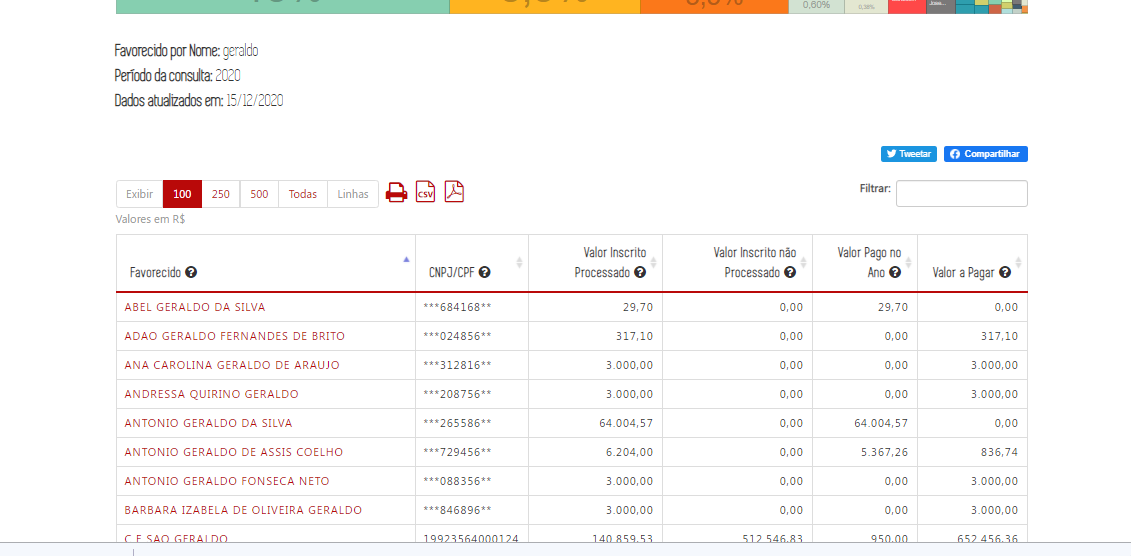 0,60%
0,38%
Favorecido por Nome: geraldo
Período da consulta: 2020
Dados atualizados em: 15/12/2020
Tweetar Compartilhar
Exibir 100 250 500 Todas Linhas CSV Filtrar:
Valores em R$
Favorecido CNPJ/CPF Valor Inscrito Processado Valor Inscrito não Processado Valor Pago no Ano Valor a Pagar
ABEL GERALDO DA SILVA ***684168** 29,70 0,00 29,70 0,00
ADAO GERALDO FERNANDES DE BRITO ***024856** 317,10 0,00 0,00 317,10
ANA CAROLINA GERALDO DE ARAUJO ***312816** 3.000,00 0,00 0,00 3.000,00
ANDRESSA QUIRINO GERALDO ***208756** 3.000,00 0,00 0,00 3.000,00
ANTONIO GERALDO DA SILVA ***265586** 64.004,57 0,00 64.004,57 0,00
ANTONIO GERALDO DE ASSIS COELHO ***729456** 6.204,00 0,00 5.367,26 836,74
ANTONIO GERALDO FONSECA NETO ***088356** 3.000,00 0,00 0,00 3.000,00
BARBARA IZABELA DE OLIVEIRA GERALDO ***846896** 3.000,00 0,00 0,00 3.000,00
C E SAO GERALDO 19923564000124 140.859,53 512.546,83 950,00 652.456,36